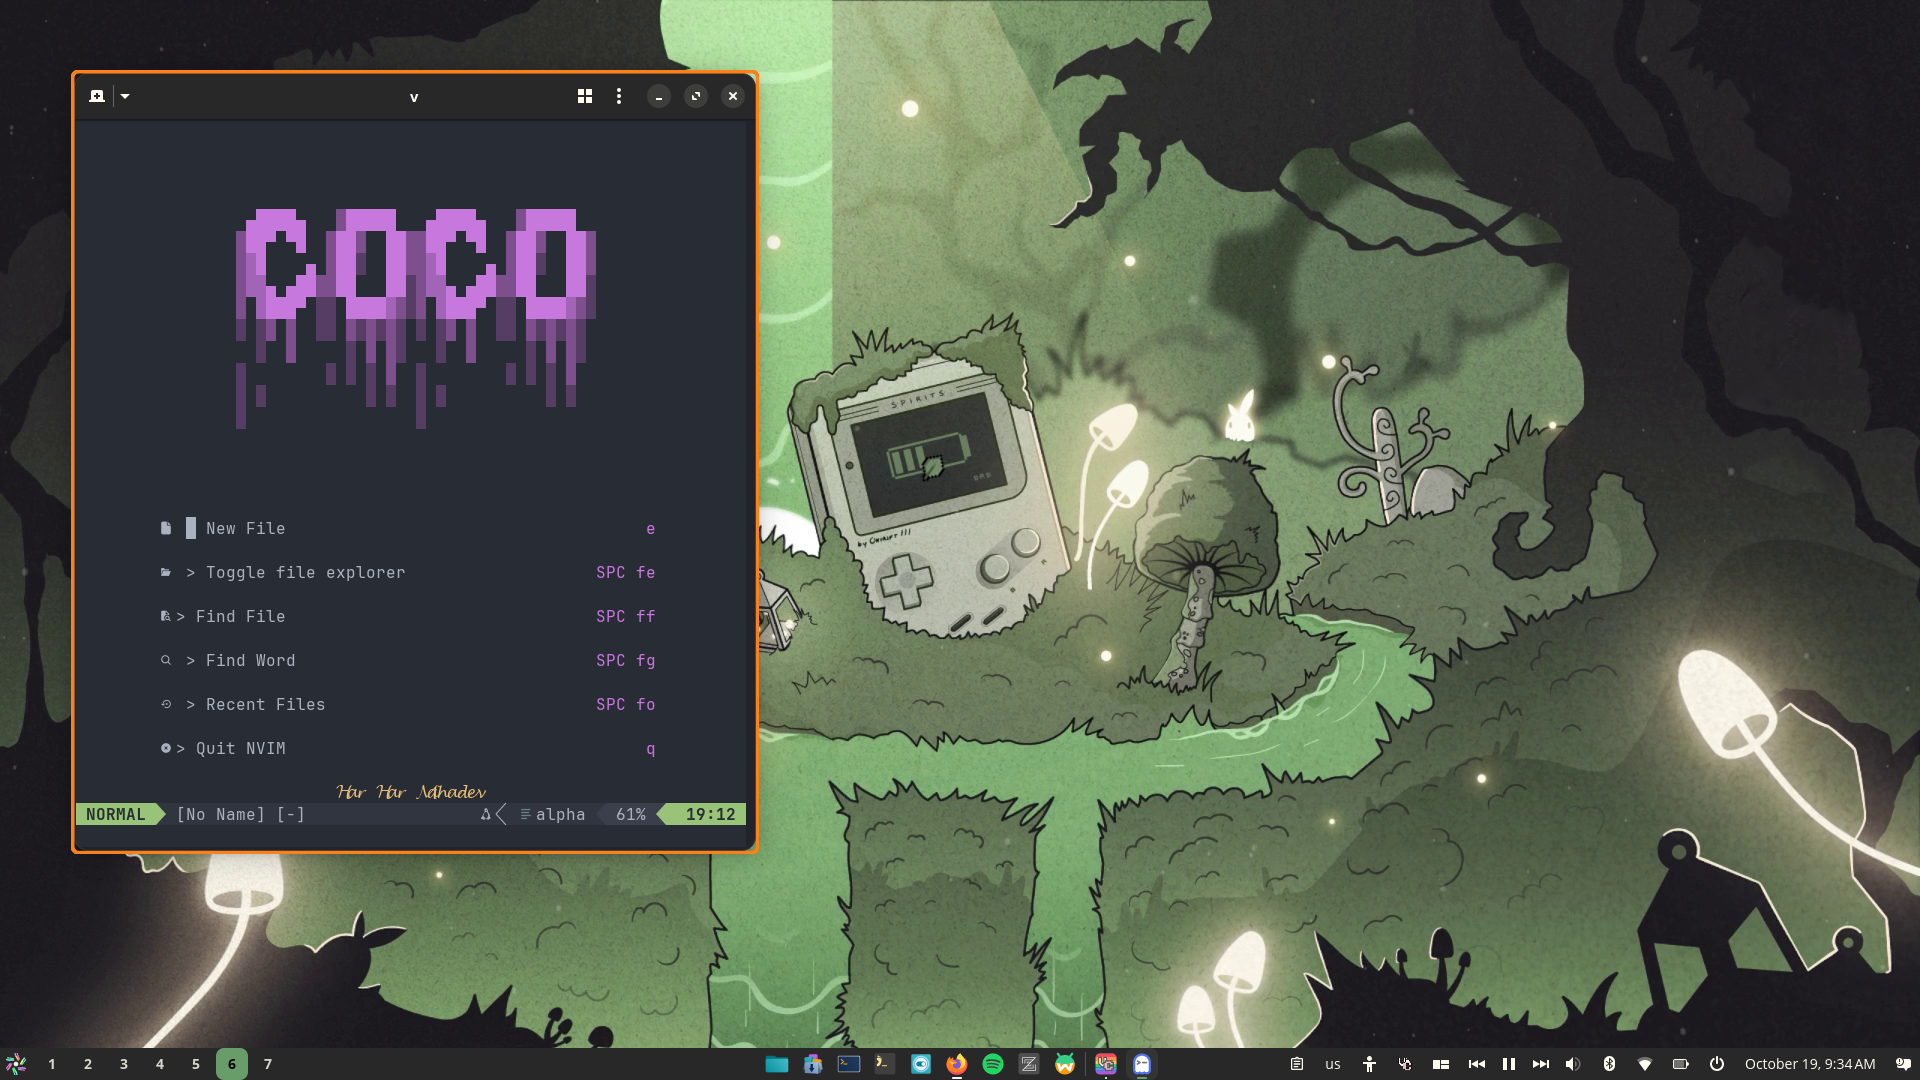 v
COCO
New File e
> Toggle file explorer SPC fe
> Find File SPC ff
> Find Word SPC fg
> Recent Files SPC fo
> Quit NVIM q
Har Har
NORMAL [No Name] [-] alpha 61% 19:12
SPIRITS
DMG
by
B A
1 2 3 4 5 6 7 us October 19, 9:34 AM